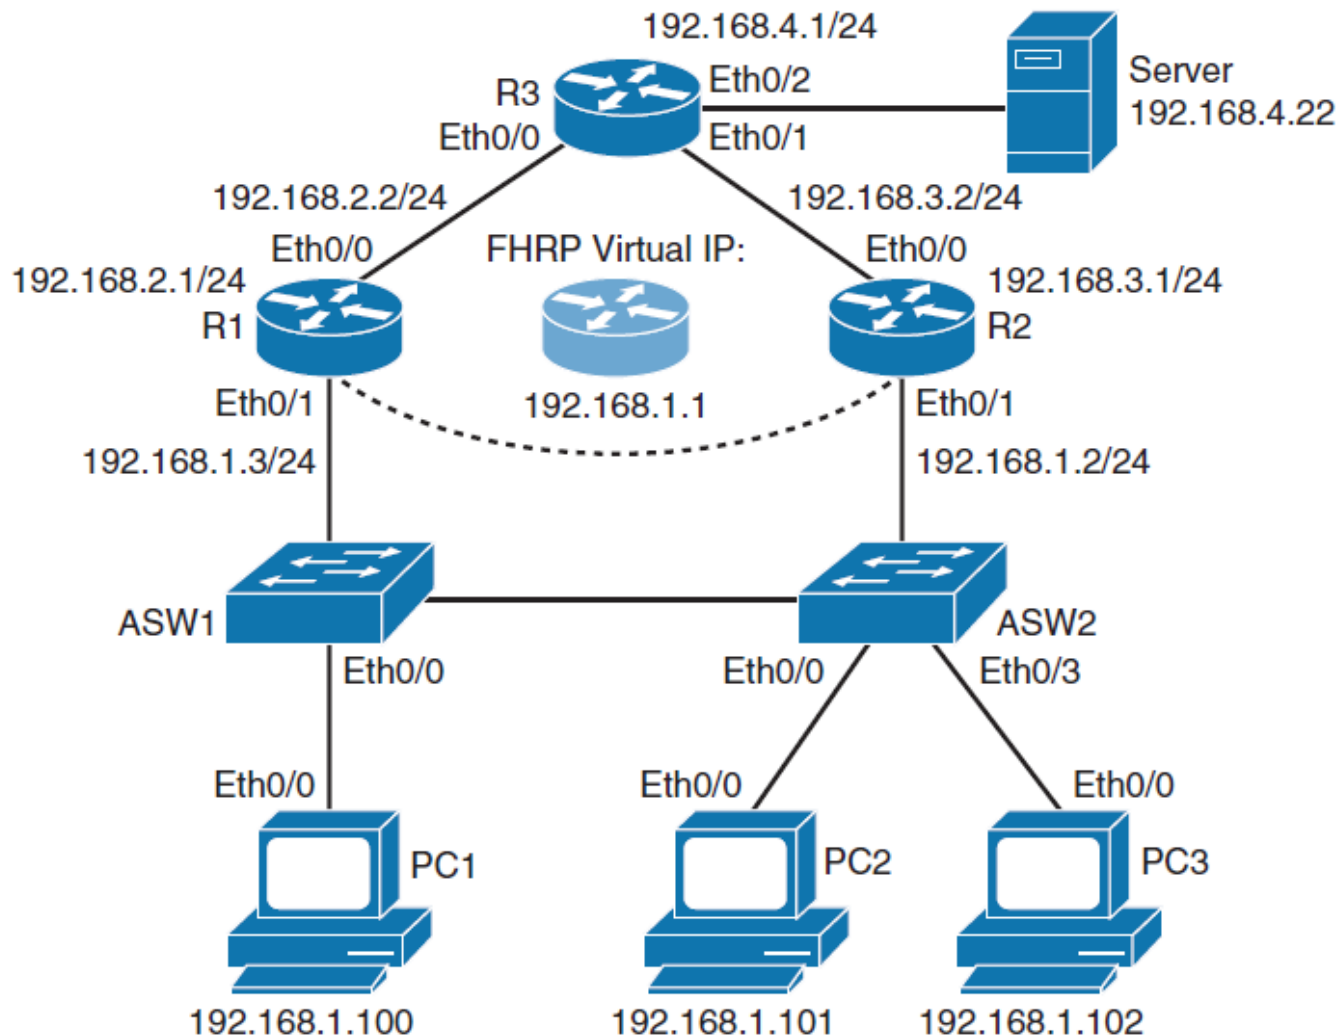 192.168.4.1/24
Server
192.168.4.22
R3
Eth0/2
Eth0/0
Eth0/1
192.168.2.2/24
192.168.3.2/24
Eth0/0
FHRP Virtual IP:
Eth0/0
192.168.2.1/24
192.168.3.1/24
R1
R2
Eth0/1
192.168.1.1
Eth0/1
192.168.1.3/24
192.168.1.2/24
ASW1
ASW2
Eth0/0
Eth0/0
Eth0/3
Eth0/0
Eth0/0
Eth0/0
PC1
PC2
PC3
192.168.1.100
192.168.1.101
192.168.1.102